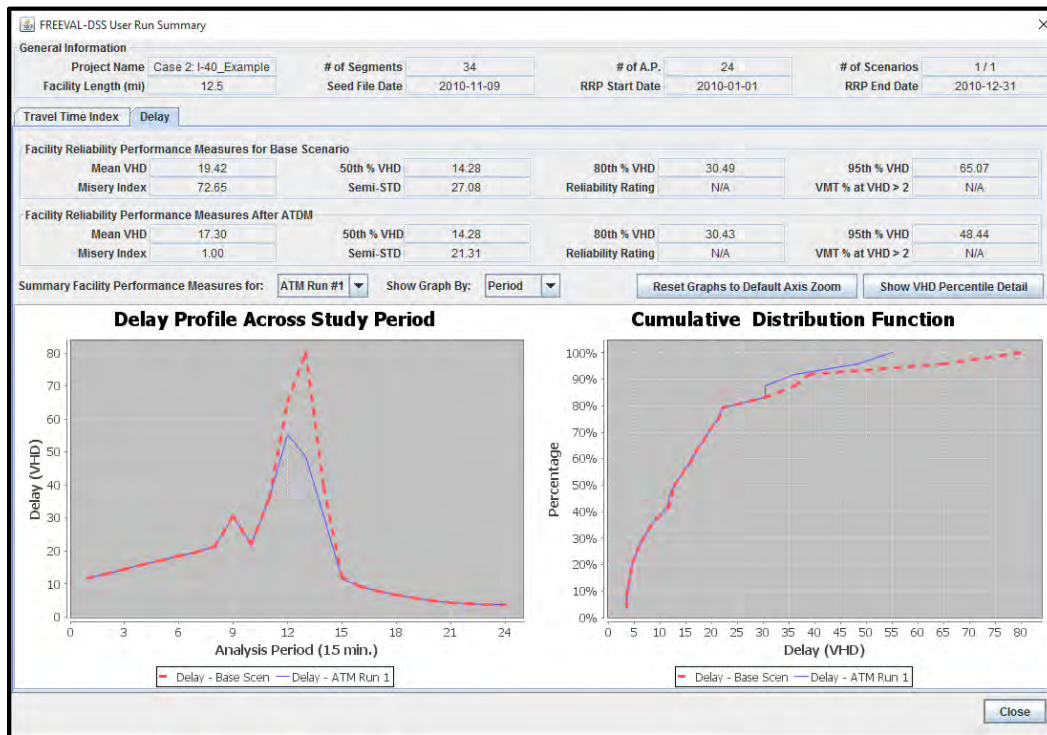 FREEVAL-DSS User Run Summary
General Information
Project Name Case 2: I-40_Example # of Segments 34 # of A.P. 24 # of Scenarios 1 / 1
Facility Length (mi) 12.5 Seed File Date 2010-11-09 RRP Start Date 2010-01-01 RRP End Date 2010-12-31
Travel Time Index Delay
Facility Reliability Performance Measures for Base Scenario
Mean VHD 19.42 50th % VHD 14.28 80th % VHD 30.49 95th % VHD 65.07
Misery Index 72.65 Semi-STD 27.08 Reliability Rating N/A VMT % at VHD > 2 N/A
Facility Reliability Performance Measures After ATDM
Mean VHD 17.30 50th % VHD 14.28 80th % VHD 30.43 95th % VHD 48.44
Misery Index 1.00 Semi-STD 21.31 Reliability Rating N/A VMT % at VHD > 2 N/A
Summary Facility Performance Measures for: ATM Run #1 Show Graph By: Period Reset Graphs to Default Axis Zoom Show VHD Percentile Detail
Delay Profile Across Study Period
80
70
60
50
40
30
20
10
0
Delay (VHD)
0 3 6 9 12 15 18 21 24
Analysis Period (15 min.)
Delay - Base Scen Delay - ATM Run 1
Cumulative Distribution Function
100%
90%
80%
70%
60%
50%
40%
30%
20%
10%
0%
Percentage
0 5 10 15 20 25 30 35 40 45 50 55 60 65 70 75 80
Delay (VHD)
Delay - Base Scen Delay - ATM Run 1
Close